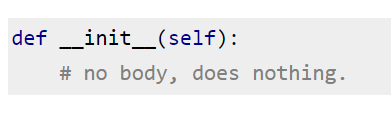 def __init__(self):
    # no body, does nothing.